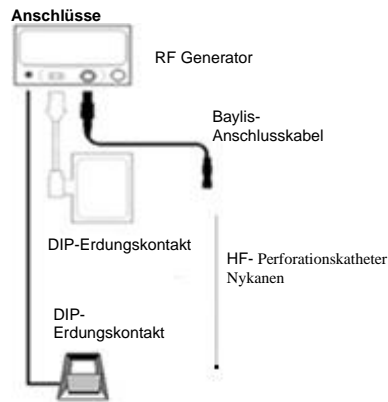 Anschlüsse
RF Generator
Baylis-
Anschlusskabel
DIP-Erdungskontakt
HF- Perforationskatheter
Nykanen
DIP-
Erdungskontakt